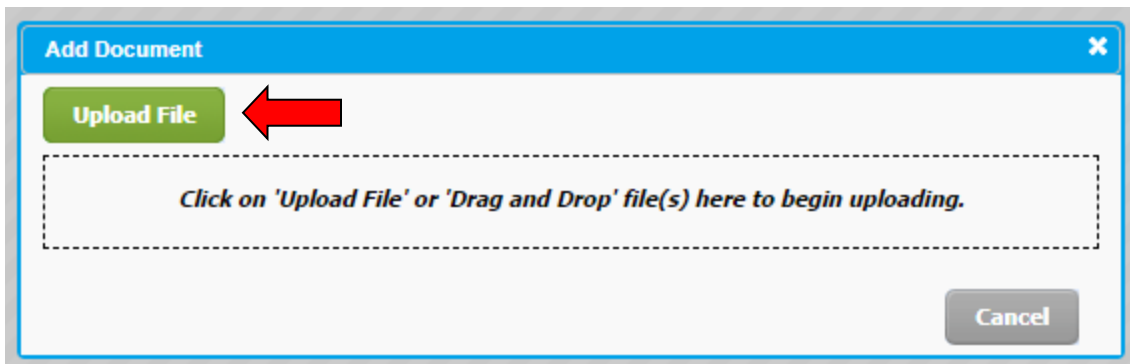 Add Document
Upload File
Click on 'Upload File' or 'Drag and Drop' file(s) here to begin uploading.
Cancel